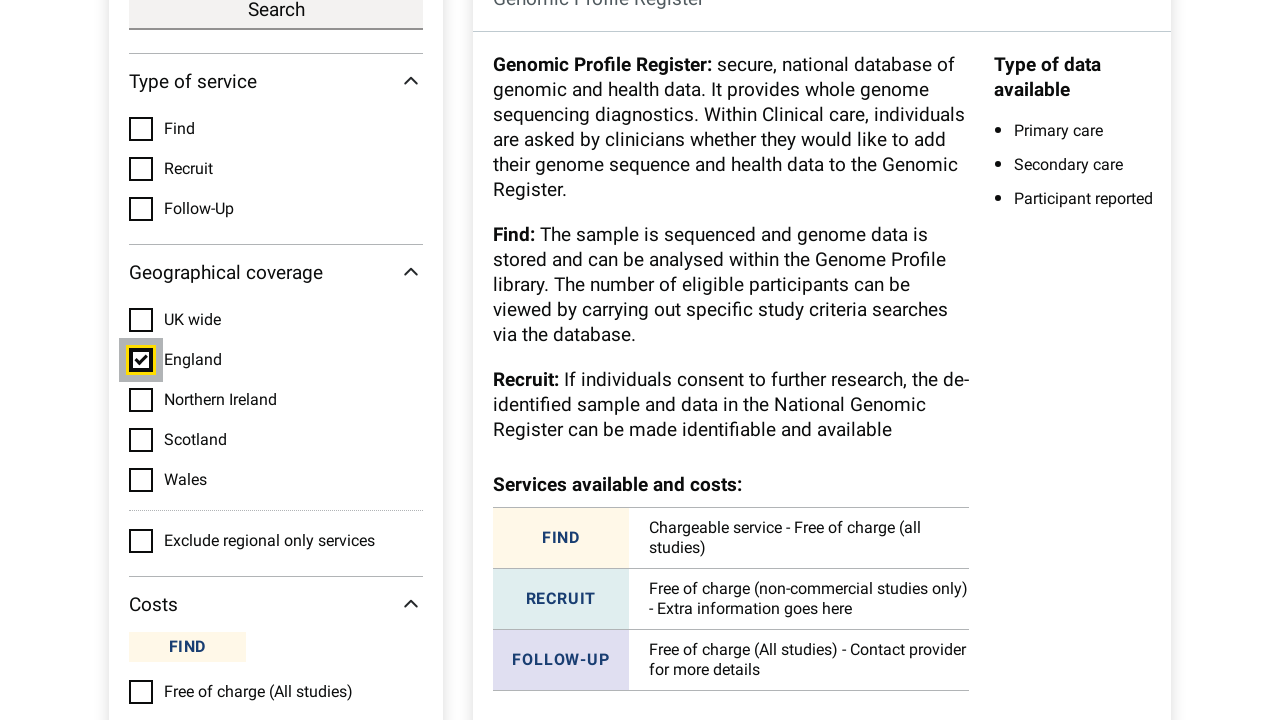 Search
Type of service
Find
Recruit
Follow-Up
Geographical coverage
UK wide
England
Northern Ireland
Scotland
Wales
Exclude regional only services
Costs
FIND
Free of charge (All studies)
Genomic Profile Register
Genomic Profile Register: secure, national database of
genomic and health data. It provides whole genome
sequencing diagnostics. Within Clinical care, individuals
are asked by clinicians whether they would like to add
their genome sequence and health data to the Genomic
Register.
Find: The sample is sequenced and genome data is
stored and can be analysed within the Genome Profile
library. The number of eligible participants can be
viewed by carrying out specific study criteria searches
via the database.
Recruit: If individuals consent to further research, the de-
identified sample and data in the National Genomic
Register can be made identifiable and available
Services available and costs:
FIND
Chargeable service - Free of charge (all
studies)
RECRUIT
Free of charge (non-commercial studies only)
- Extra information goes here
FOLLOW-UP
Free of charge (All studies) - Contact provider
for more details
Type of data
available
Primary care
Secondary care
Participant reported